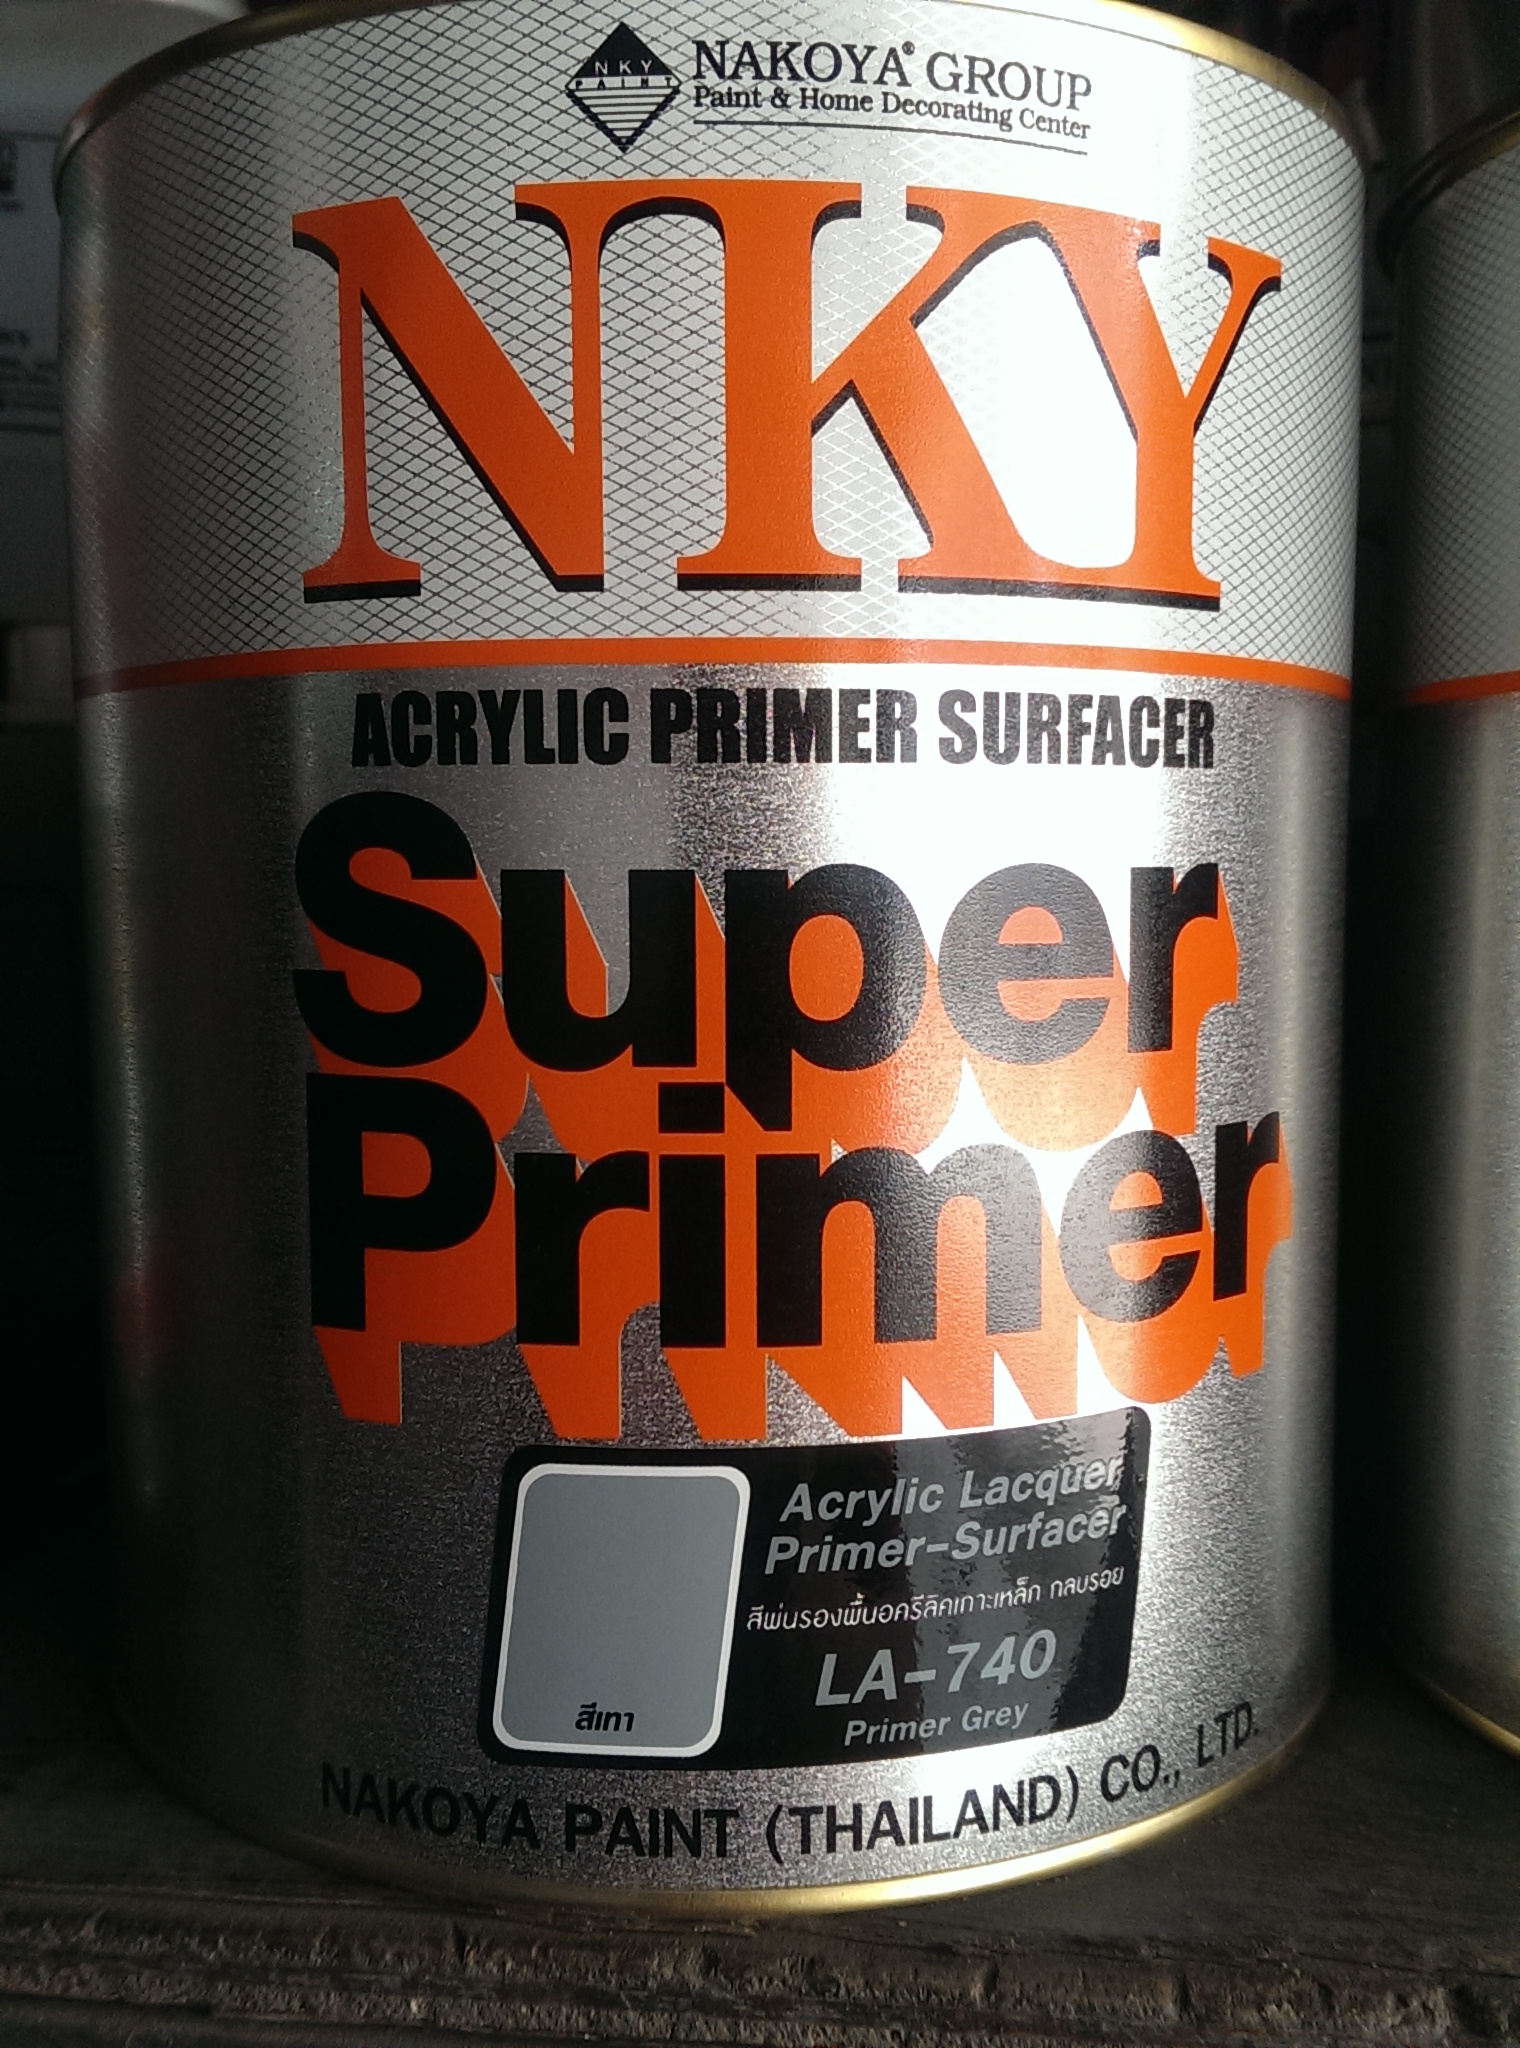 NKY
PAINT
NAKOYA® GROUP
Paint & Home Decorating Center
NKY
ACRYLIC PRIMER SURFACER
Super
Primer
Acrylic Lacquer
Primer-Surfacer
สีพ่นรองพื้นอครีลิคเกาะเหล็ก กลบรอย
LA-740
Primer Grey
สีเทา
NAKOYA PAINT (THAILAND) CO., LTD.